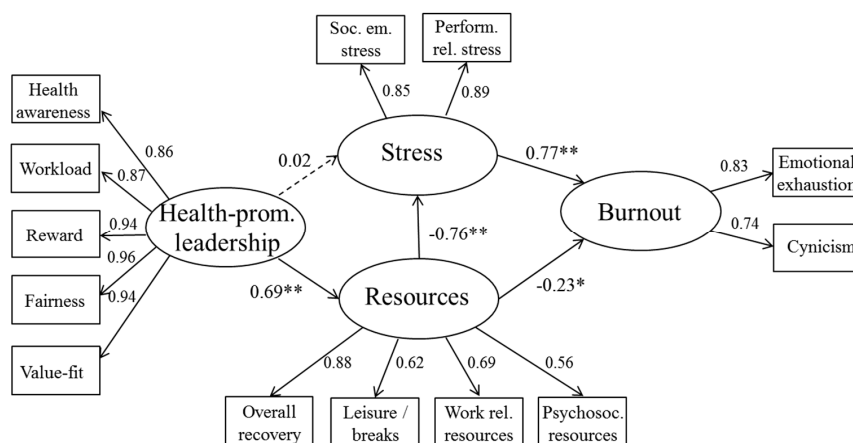 Soc. em.
stress
Perform.
rel. stress
Health
awareness
0.85
0.89
0.86
0.02
Stress
Workload
0.87
0.77**
0.83
Emotional
exhaustion
Health-prom.
leadership
Burnout
Reward
0.94
-0.76**
0.74
Cynicism
0.96
Fairness
0.94
0.69**
Resources
-0.23*
Value-fit
0.88
0.62
0.69
0.56
Overall
recovery
Leisure /
breaks
Work rel.
resources
Psychosoc.
resources